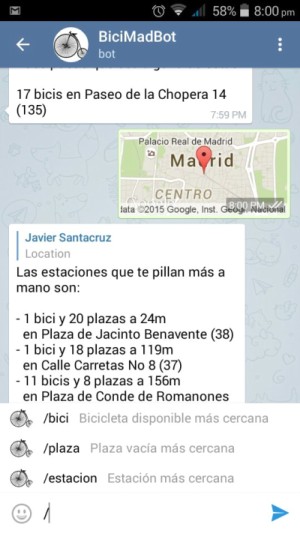 58% 8:00 pm
BiciMadBot
bot
17 bicis en Paseo de la Chopera 14
(135)
7:59 PM
Palacio Real de Madrid
Madrid
CENTRO
8:00 PM
data ©2015 Google, Inst. Geogr. Nacional
Javier Santacruz
Location
Las estaciones que te pillan más a
mano son:
- 1 bici y 20 plazas a 24m
en Plaza de Jacinto Benavente (38)
- 1 bici y 18 plazas a 119m
en Calle Carretas No 8 (37)
- 11 bicis y 8 plazas a 156m
en Plaza de Conde de Romanones
/bici Bicicleta disponible más cercana
/plaza Plaza vacía más cercana
/estacion Estación más cercana
/